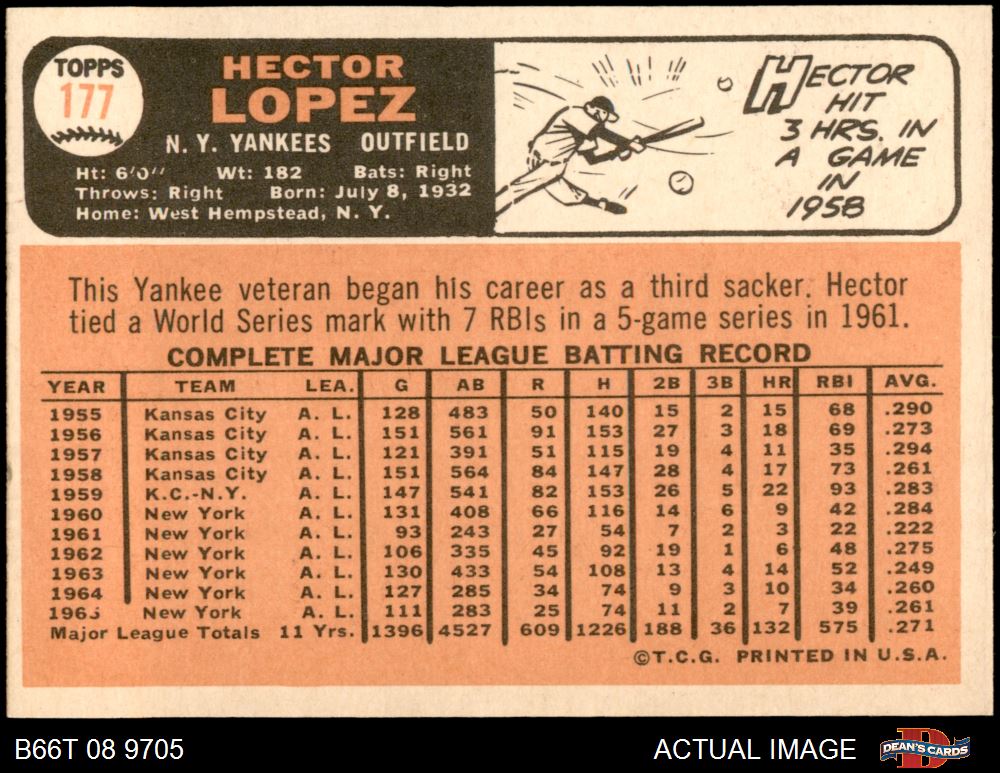 TOPPS
177
HECTOR
LOPEZ
N. Y. YANKEES OUTFIELD
Ht: 6'0" Wt: 182 Bats: Right
Throws: Right Born: July 8, 1932
Home: West Hempstead, N. Y.
HECTOR
HIT
3 HRS. IN
A GAME
IN
1958
This Yankee veteran began his career as a third sacker. Hector
tied a World Series mark with 7 RBIs in a 5-game series in 1961.
COMPLETE MAJOR LEAGUE BATTING RECORD
YEAR TEAM LEA. G AB R H 2B 3B HR RBI AVG.
1955 Kansas City A. L. 128 483 50 140 15 2 15 68 .290
1956 Kansas City A. L. 151 561 91 153 27 3 18 69 .273
1957 Kansas City A. L. 121 391 51 115 19 4 11 35 .294
1958 Kansas City A. L. 151 564 84 147 28 4 17 73 .261
1959 K.C.-N.Y. A. L. 147 541 82 153 26 5 22 93 .283
1960 New York A. L. 131 408 66 116 14 6 9 42 .284
1961 New York A. L. 93 243 27 54 7 2 3 22 .222
1962 New York A. L. 106 335 45 92 19 1 6 48 .275
1963 New York A. L. 130 433 54 108 13 4 14 52 .249
1964 New York A. L. 127 285 34 74 9 3 10 34 .260
1965 New York A. L. 111 283 25 74 11 2 7 39 .261
Major League Totals 11 Yrs. 1396 4527 609 1226 188 36 132 575 .271
©T.C.G. PRINTED IN U.S.A.
B66T 08 9705 ACTUAL IMAGE DEAN'S CARDS